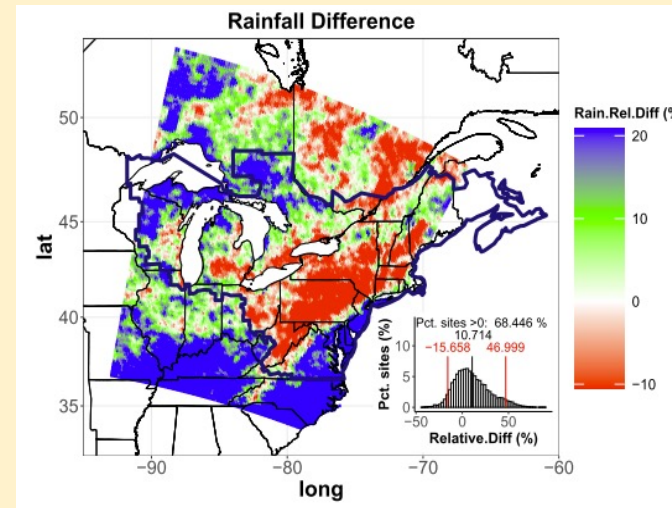 Rainfall Difference
lat
50
45
40
35
−90
−80
−70
−60
long
Rain.Rel.Diff (%
20
10
0
−10
Pct. sites >0: 68.446 %
10.714
−15.658 46.999
Pct. sites (%)
10
5
0
−50
0
50
Relative.Diff (%)